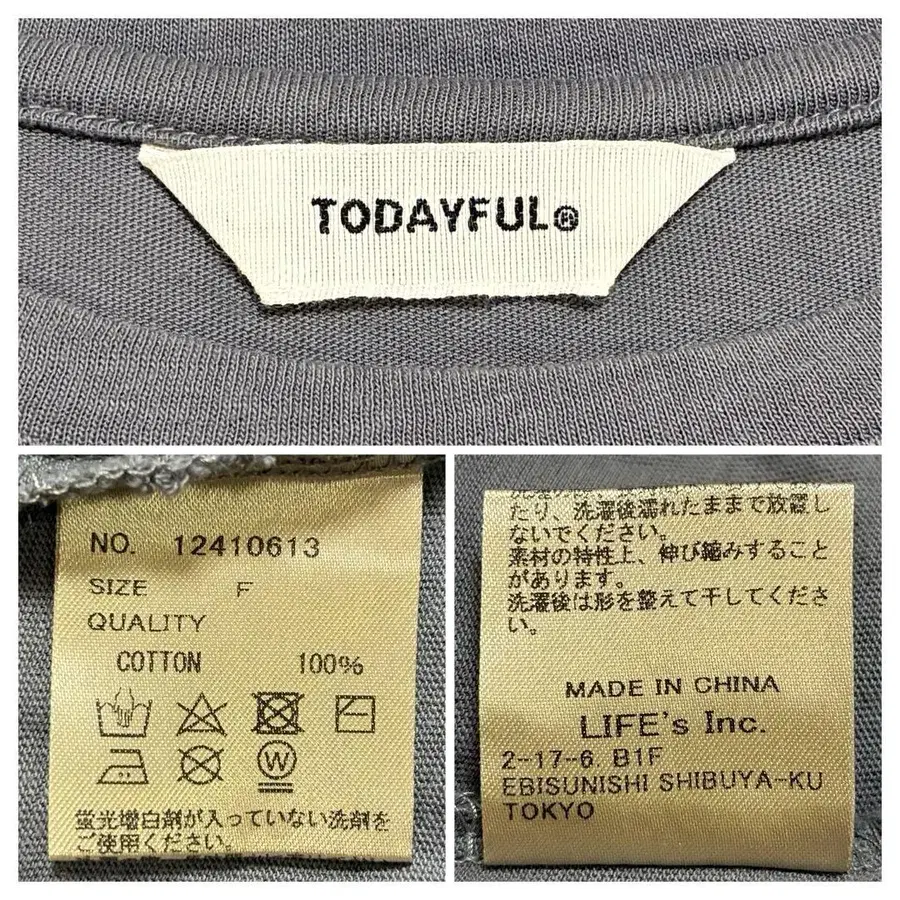 TODAYFUL®
NO. 12410613
SIZE F
QUALITY
COTTON 100%
W
蛍光増白剤が入っていない洗剤を
ご使用ください。
たり、洗濯後濡れたままで放置し
ないでください。
素材の特性上、伸び縮みすること
があります。
洗濯後は形を整えて干してくださ
い。
MADE IN CHINA
LIFE's Inc.
2-17-6 B1F
EBISUNISHI SHIBUYA-KU
TOKYO